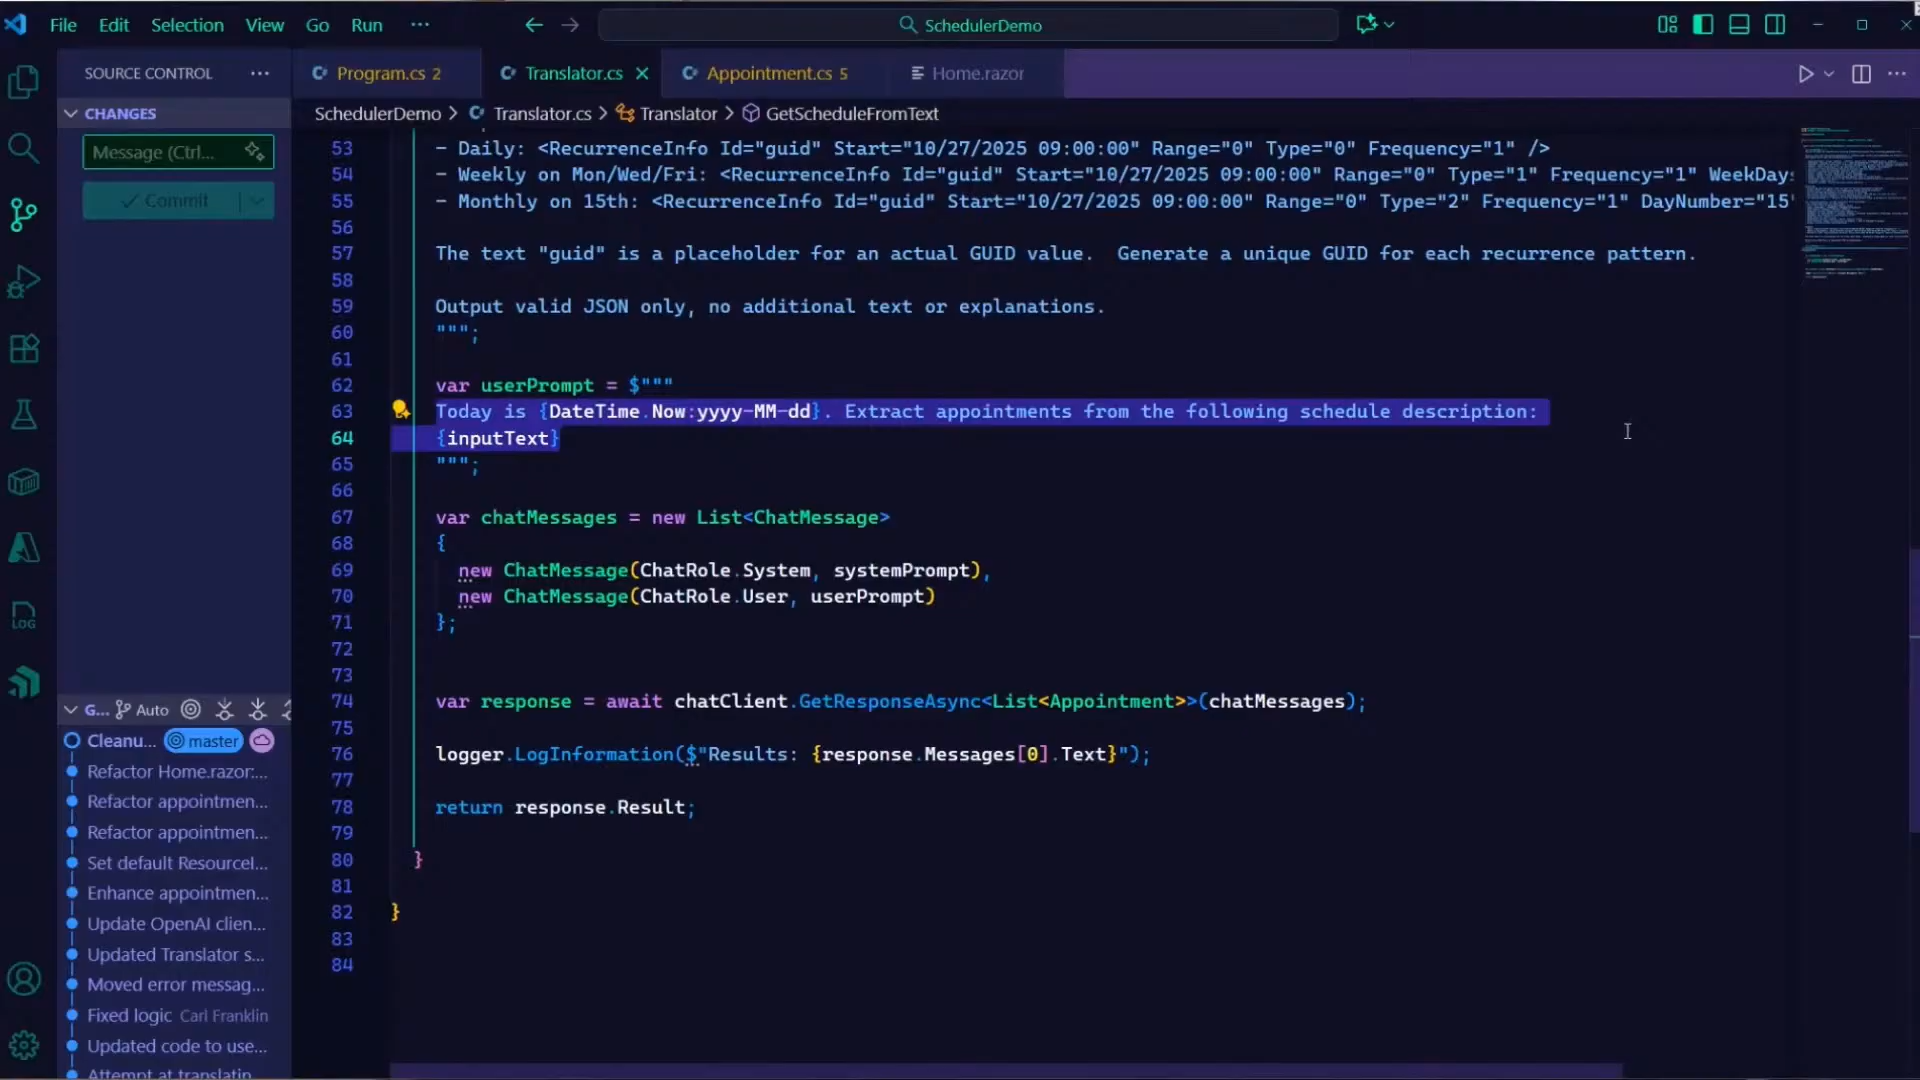 File Edit Selection View Go Run ··· SchedulerDemo
SOURCE CONTROL ···
Program.cs 2 Translator.cs Appointment.cs 5 Home.razor
CHANGES
SchedulerDemo > Translator.cs > Translator > GetScheduleFromText
Message (Ctrl...
Commit
53 - Daily: <RecurrenceInfo Id="guid" Start="10/27/2025 09:00:00" Range="0" Type="0" Frequency="1" />
54 - Weekly on Mon/Wed/Fri: <RecurrenceInfo Id="guid" Start="10/27/2025 09:00:00" Range="0" Type="1" Frequency="1" WeekDays
55 - Monthly on 15th: <RecurrenceInfo Id="guid" Start="10/27/2025 09:00:00" Range="0" Type="2" Frequency="1" DayNumber="15"
56
57 The text "guid" is a placeholder for an actual GUID value.  Generate a unique GUID for each recurrence pattern.
58
59 Output valid JSON only, no additional text or explanations.
60 """;
61
62 var userPrompt = $"""
63 Today is {DateTime.Now:yyyy-MM-dd}. Extract appointments from the following schedule description:
64 {inputText}
65 """;
66
67 var chatMessages = new List<ChatMessage>
68 {
69 new ChatMessage(ChatRole.System, systemPrompt),
70 new ChatMessage(ChatRole.User, userPrompt)
71 };
72
73
74 var response = await chatClient.GetResponseAsync<List<Appointment>>(chatMessages);
75
76 logger.LogInformation($"Results: {response.Messages[0].Text}");
77
78 return response.Result;
79
80 }
81
82 }
83
84
LOG
G... Auto
Cleanu... master
Refactor Home.razor:...
Refactor appointmen...
Refactor appointmen...
Set default ResourceI...
Enhance appointmen...
Update OpenAI clien...
Updated Translator s...
Moved error messag...
Fixed logic Carl Franklin
Updated code to use...
Attempt at translatin...